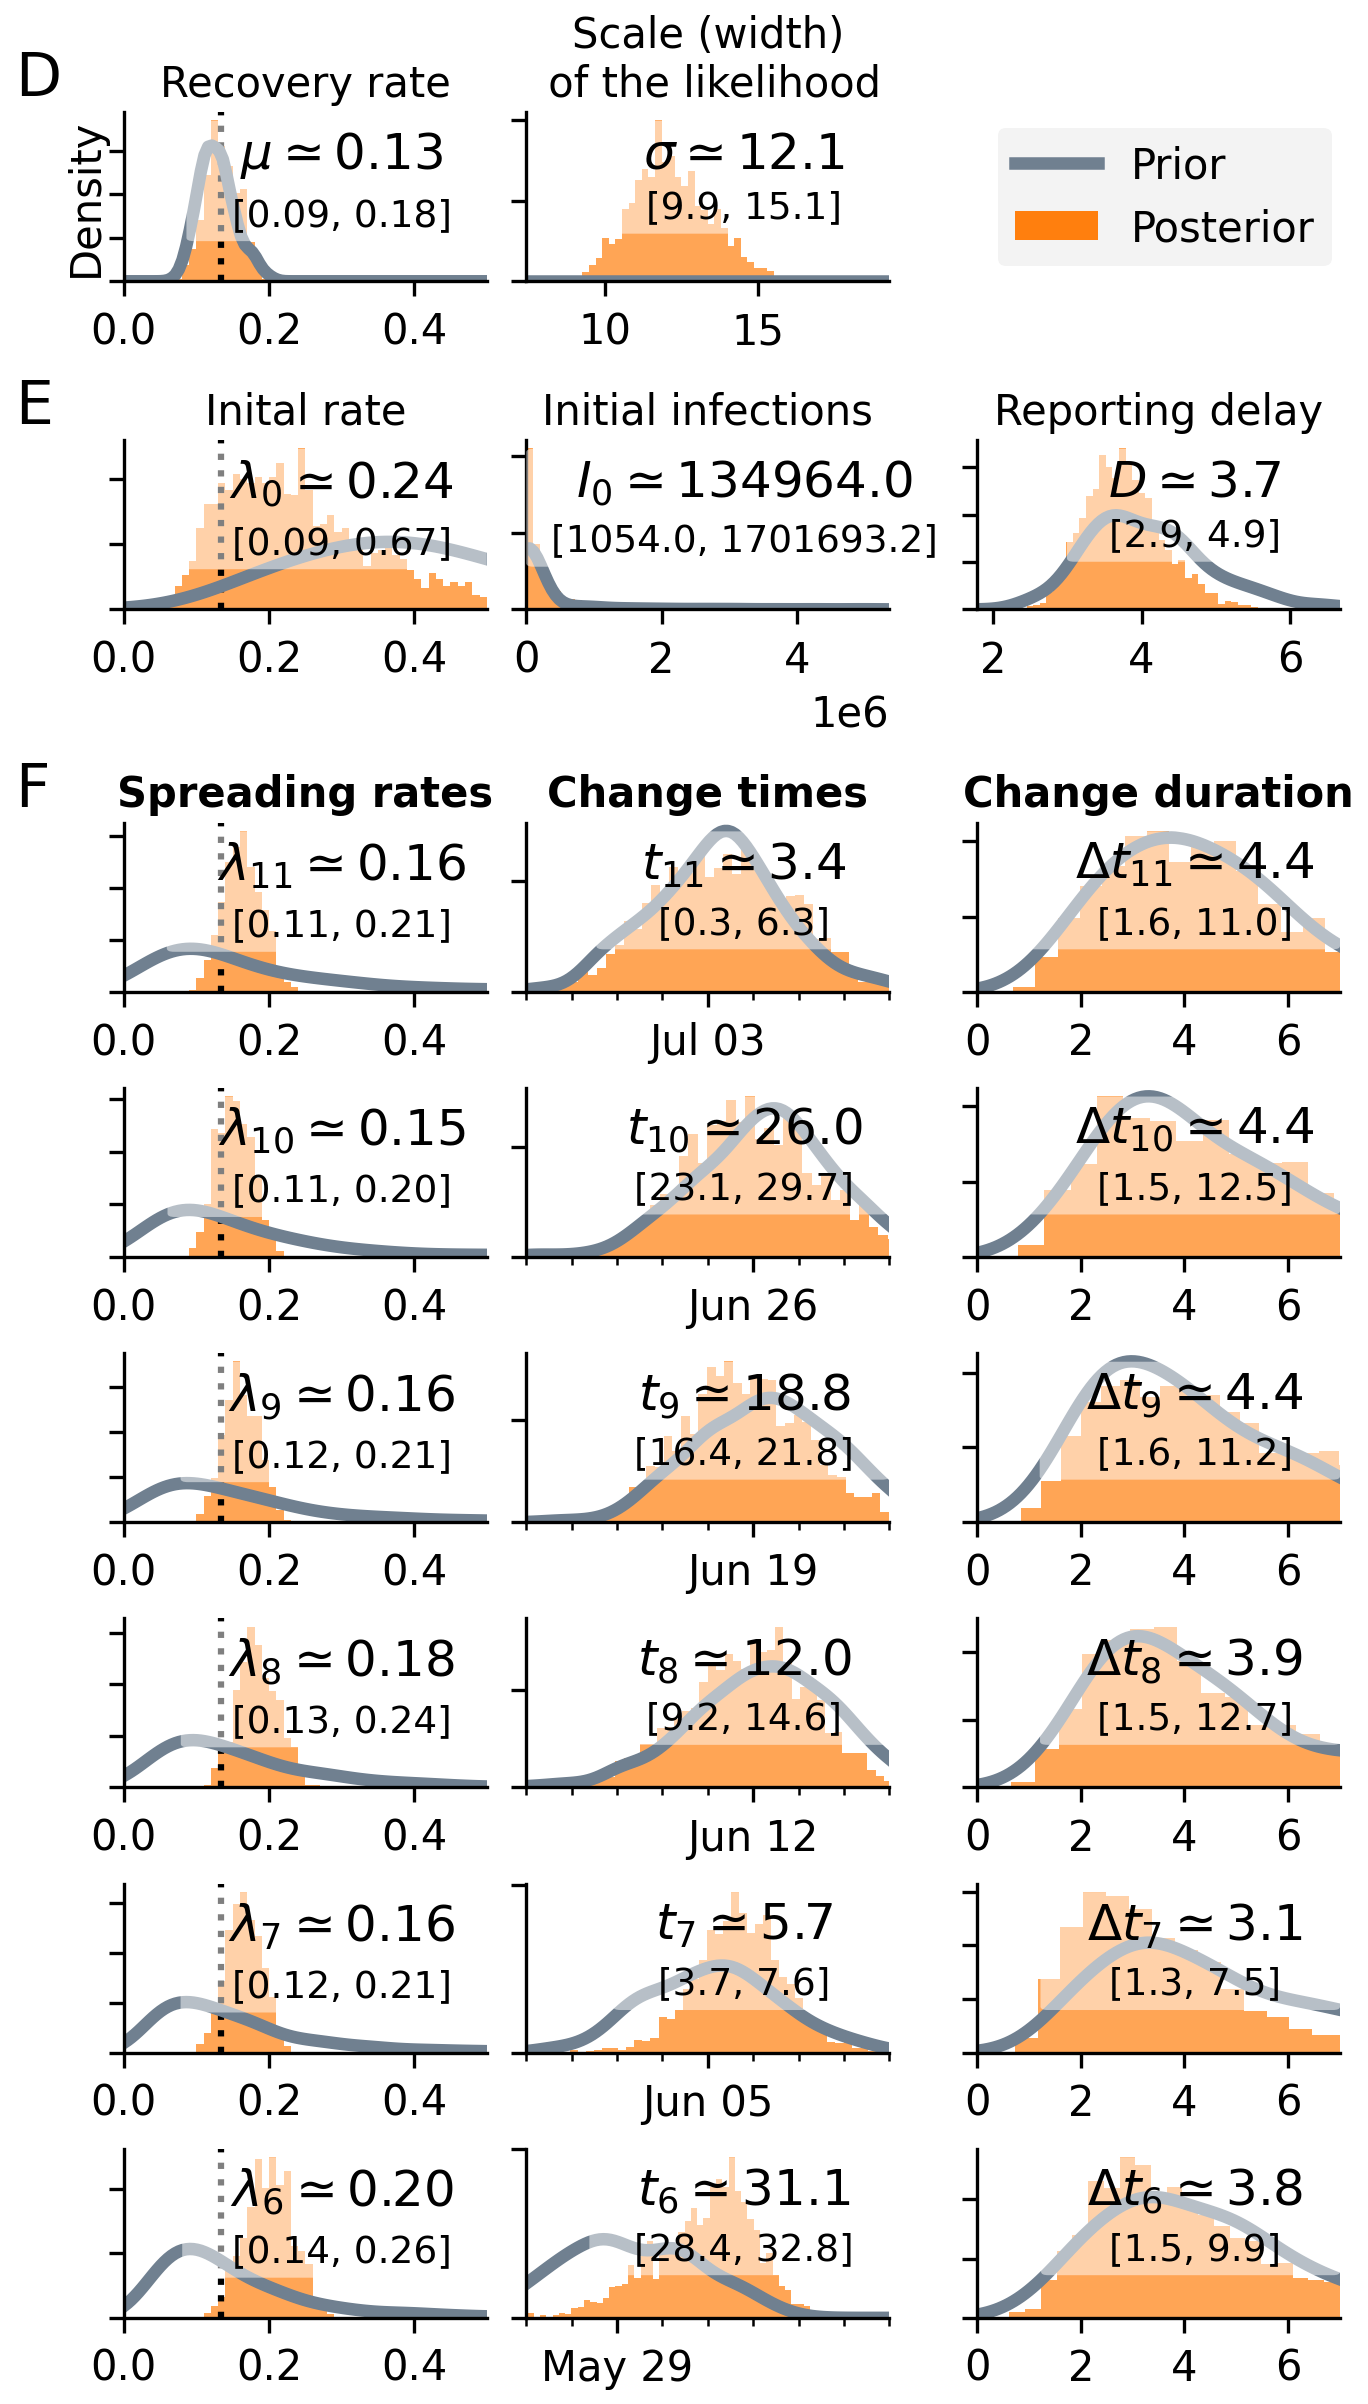 D
Recovery rate
Scale (width)
of the likelihood
Density
μ ≃ 0.13
[0.09, 0.18]
0.0 0.2 0.4
σ ≃ 12.1
[9.9, 15.1]
10 15
Prior
Posterior
E
Inital rate
λ0 ≃ 0.24
[0.09, 0.67]
0.0 0.2 0.4
Initial infections
I0 ≃ 134964.0
[1054.0, 1701693.2]
0 2 4
1e6
Reporting delay
D ≃ 3.7
[2.9, 4.9]
2 4 6
F
Spreading rates
Change times
Change duration
λ11 ≃ 0.16
[0.11, 0.21]
0.0 0.2 0.4
t11 ≃ 3.4
[0.3, 6.3]
Jul 03
Δt11 ≃ 4.4
[1.6, 11.0]
0 2 4 6
λ10 ≃ 0.15
[0.11, 0.20]
0.0 0.2 0.4
t10 ≃ 26.0
[23.1, 29.7]
Jun 26
Δt10 ≃ 4.4
[1.5, 12.5]
0 2 4 6
λ9 ≃ 0.16
[0.12, 0.21]
0.0 0.2 0.4
t9 ≃ 18.8
[16.4, 21.8]
Jun 19
Δt9 ≃ 4.4
[1.6, 11.2]
0 2 4 6
λ8 ≃ 0.18
[0.13, 0.24]
0.0 0.2 0.4
t8 ≃ 12.0
[9.2, 14.6]
Jun 12
Δt8 ≃ 3.9
[1.5, 12.7]
0 2 4 6
λ7 ≃ 0.16
[0.12, 0.21]
0.0 0.2 0.4
t7 ≃ 5.7
[3.7, 7.6]
Jun 05
Δt7 ≃ 3.1
[1.3, 7.5]
0 2 4 6
λ6 ≃ 0.20
[0.14, 0.26]
0.0 0.2 0.4
t6 ≃ 31.1
[28.4, 32.8]
May 29
Δt6 ≃ 3.8
[1.5, 9.9]
0 2 4 6